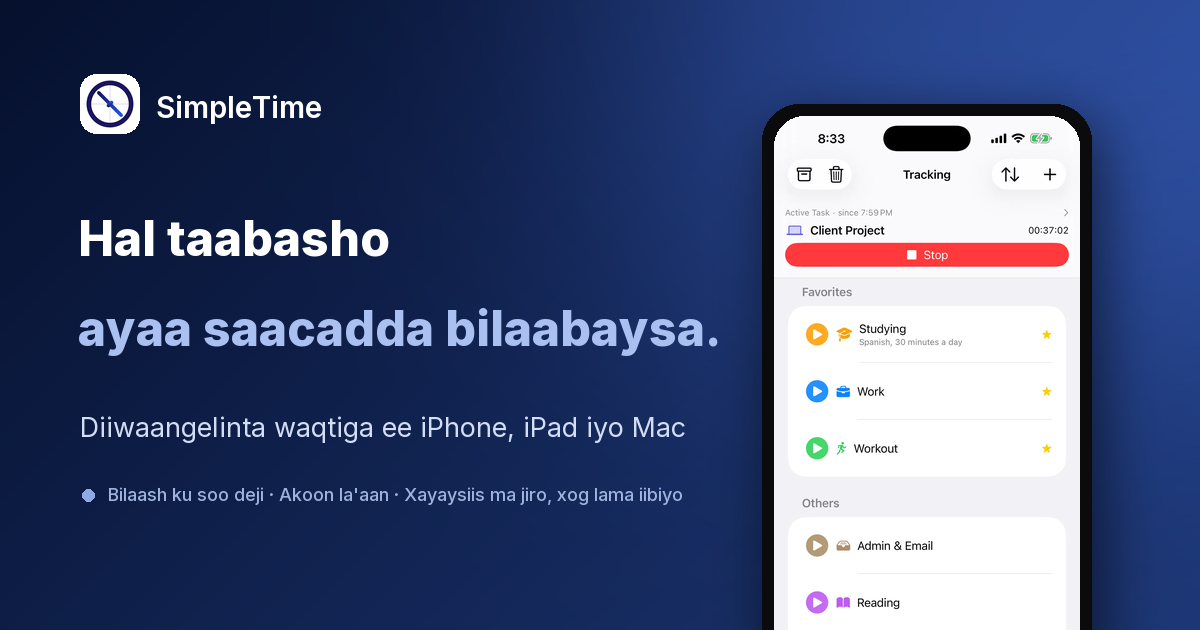 SimpleTime
Hal taabasho
ayaa saacadda bilaabaysa.
Diiwaangelinta waqtiga ee iPhone, iPad iyo Mac
Bilaash ku soo deji · Akoon la'aan · Xayaysiis ma jiro, xog lama iibiyo
8:33
Tracking
Active Task · since 7:59 PM
Client Project 00:37:02
Stop
Favorites
Studying
Spanish, 30 minutes a day
Work
Workout
Others
Admin & Email
Reading